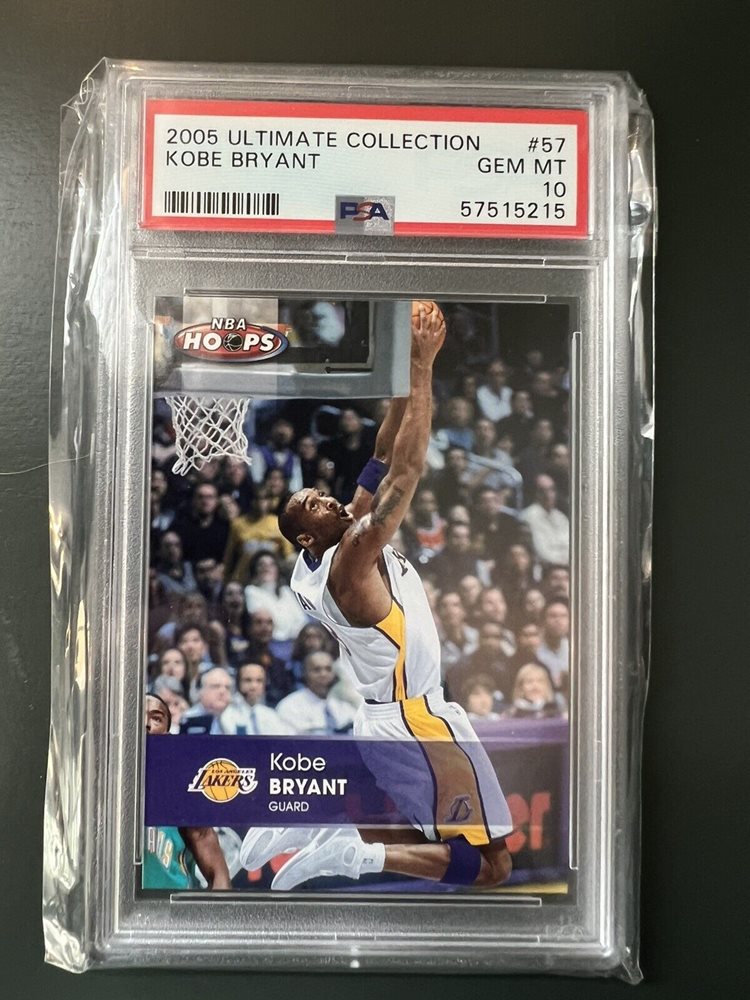 2005 ULTIMATE COLLECTION #57
KOBE BRYANT GEM MT
10
PSA 57515215
NBA
HOOPS
LOS ANGELES
LAKERS
Kobe
BRYANT
GUARD